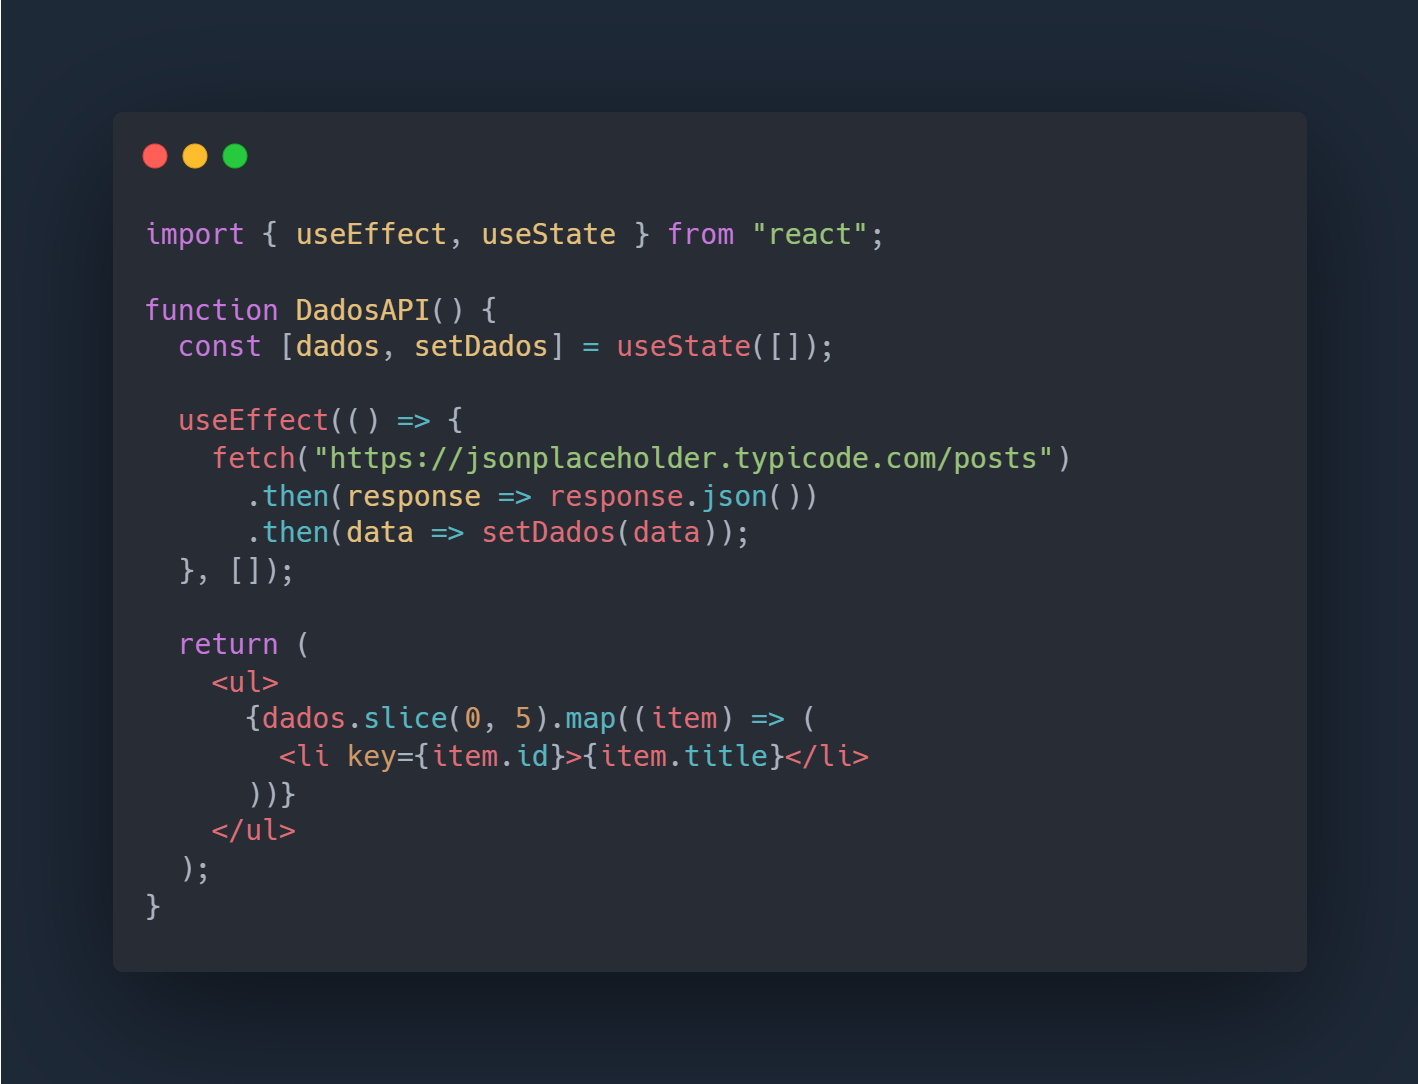 import { useEffect, useState } from "react";

function DadosAPI() {
  const [dados, setDados] = useState([]);

  useEffect(() => {
    fetch("https://jsonplaceholder.typicode.com/posts")
      .then(response => response.json())
      .then(data => setDados(data));
  }, []);

  return (
    <ul>
      {dados.slice(0, 5).map((item) => (
        <li key={item.id}>{item.title}</li>
      ))}
    </ul>
  );
}